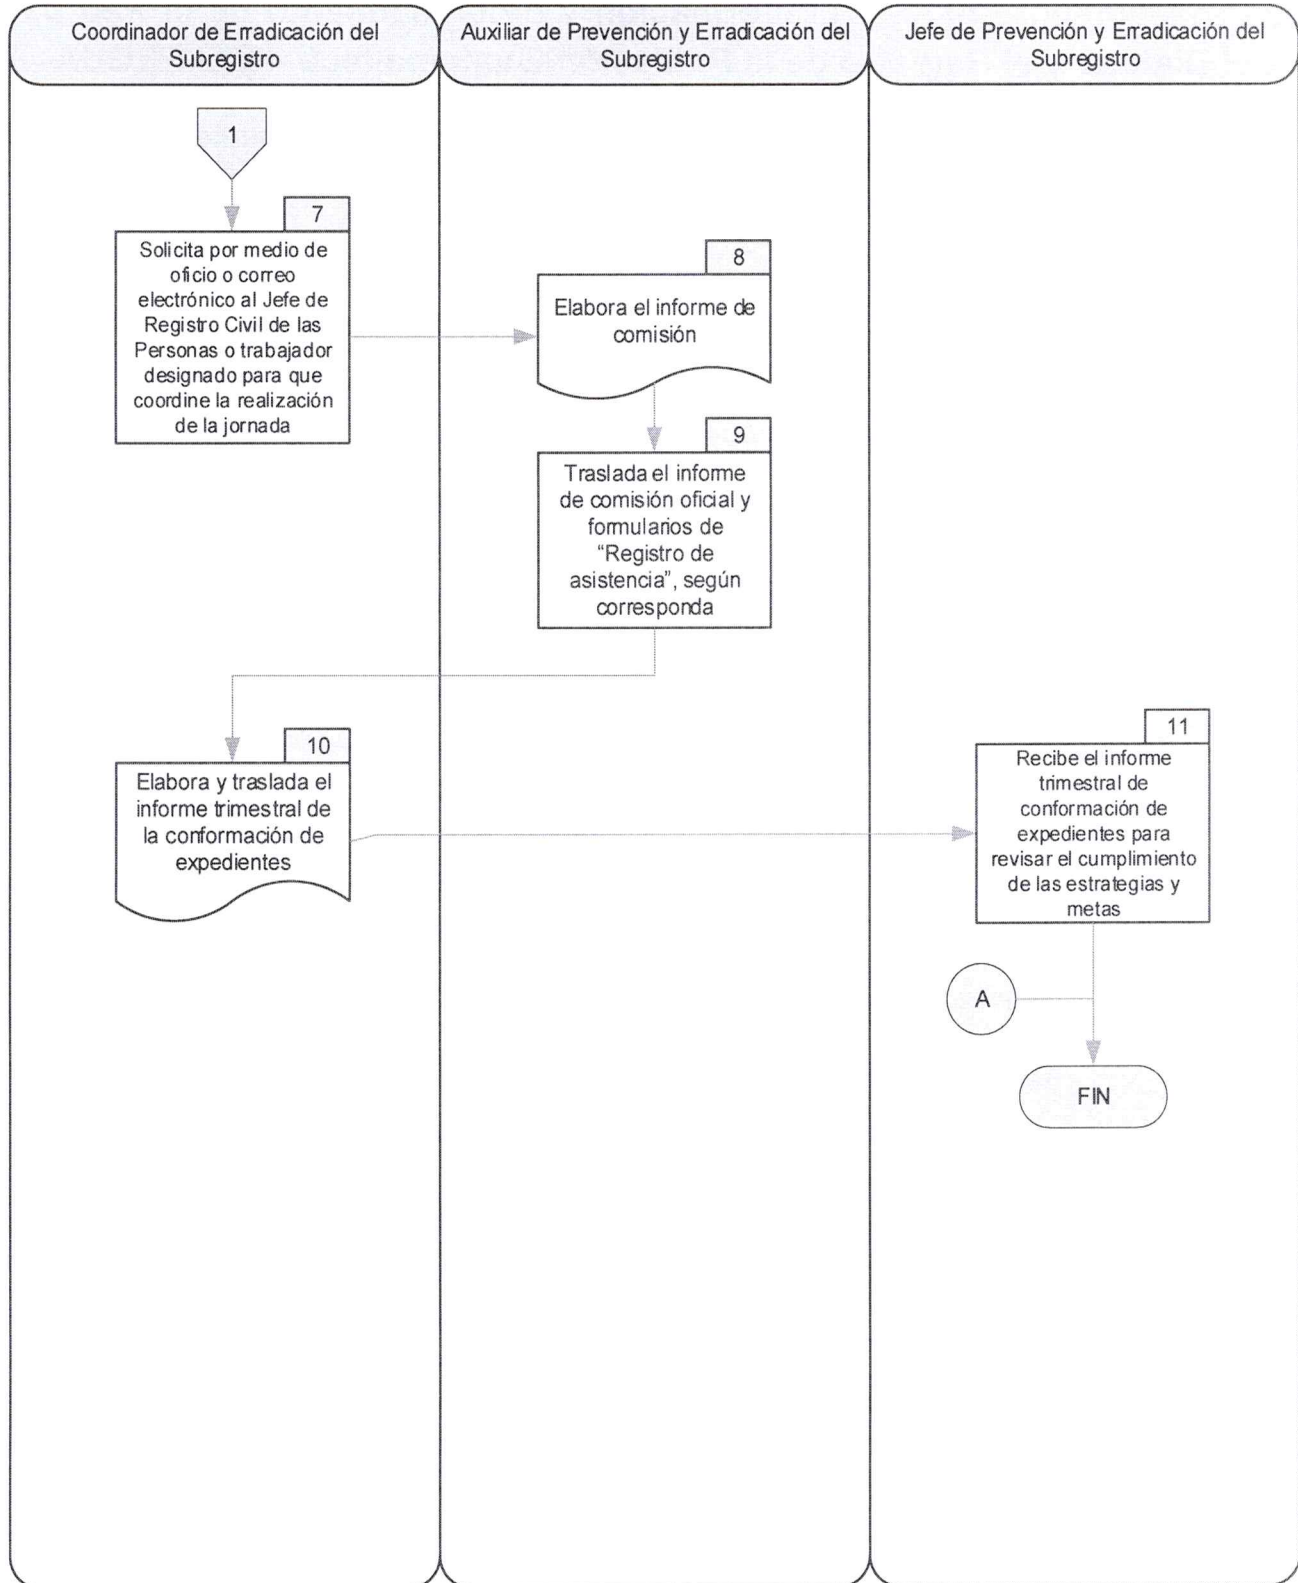 Coordinador de Erradicación del
Subregistro
Auxiliar de Prevención y Erradicación del
Subregistro
Jefe de Prevención y Erradicación del
Subregistro
1
7
Solicita por medio de
oficio o correo
electrónico al Jefe de
Registro Civil de las
Personas o trabajador
designado para que
coordine la realización
de la jornada
8
Elabora el informe de
comisión
9
Traslada el informe
de comisión oficial y
formularios de
“Registro de
asistencia”, según
corresponda
10
Elabora y traslada el
informe trimestral de
la conformación de
expedientes
11
Recibe el informe
trimestral de
conformación de
expedientes para
revisar el cumplimiento
de las estrategias y
metas
A
FIN